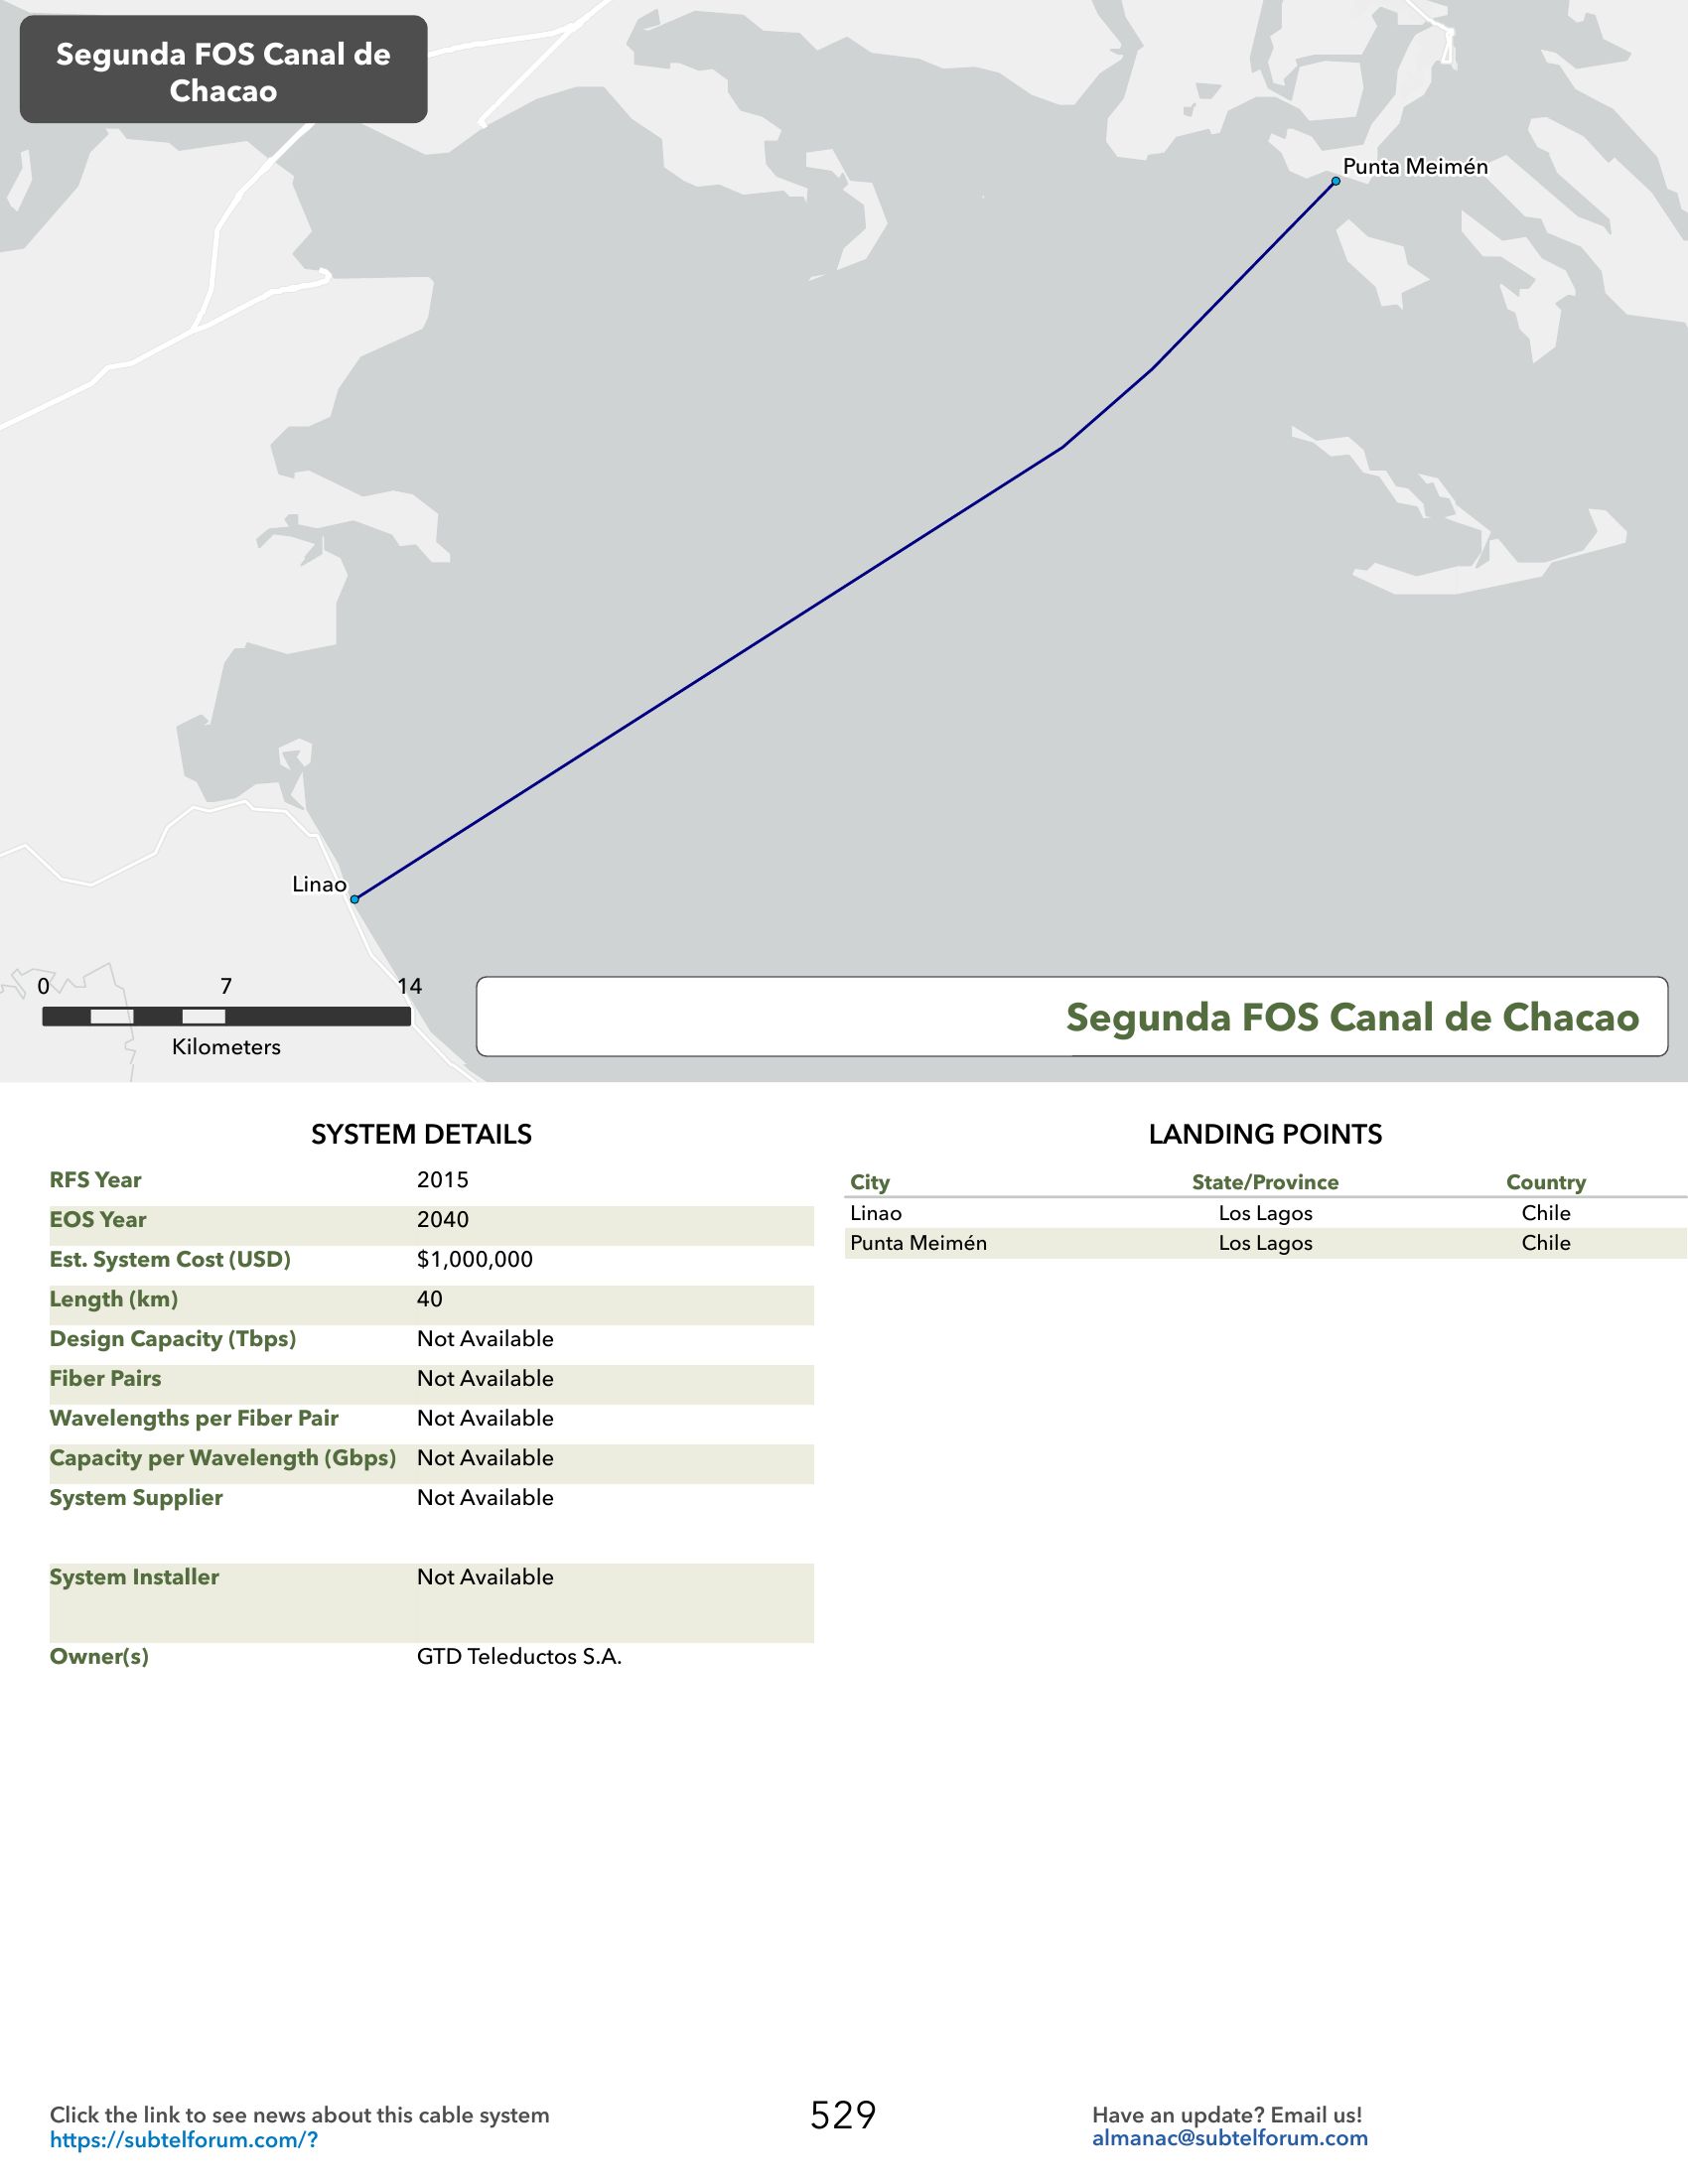 Segunda FOS Canal de
Chacao
Punta Meimén
Linao
0 7 14
Kilometers
Segunda FOS Canal de Chacao
SYSTEM DETAILS
RFS Year 2015
EOS Year 2040
Est. System Cost (USD) $1,000,000
Length (km) 40
Design Capacity (Tbps) Not Available
Fiber Pairs Not Available
Wavelengths per Fiber Pair Not Available
Capacity per Wavelength (Gbps) Not Available
System Supplier Not Available
System Installer Not Available
Owner(s) GTD Teleductos S.A.
LANDING POINTS
City State/Province Country
Linao Los Lagos Chile
Punta Meimén Los Lagos Chile
Click the link to see news about this cable system
https://subtelforum.com/?
529
Have an update? Email us!
almanac@subtelforum.com